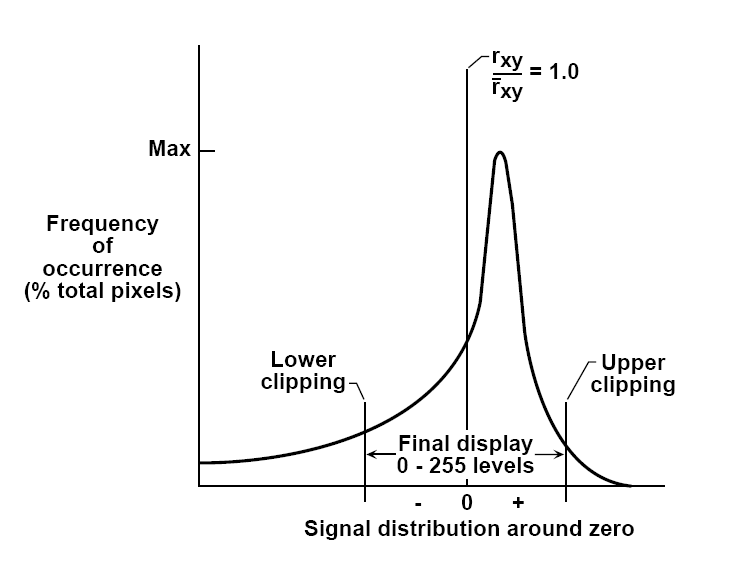 rxy
r̄xy
= 1.0
Max
Frequency
of
occurrence
(% total pixels)
Lower
clipping
Upper
clipping
Final display
0 - 255 levels
- 0 +
Signal distribution around zero